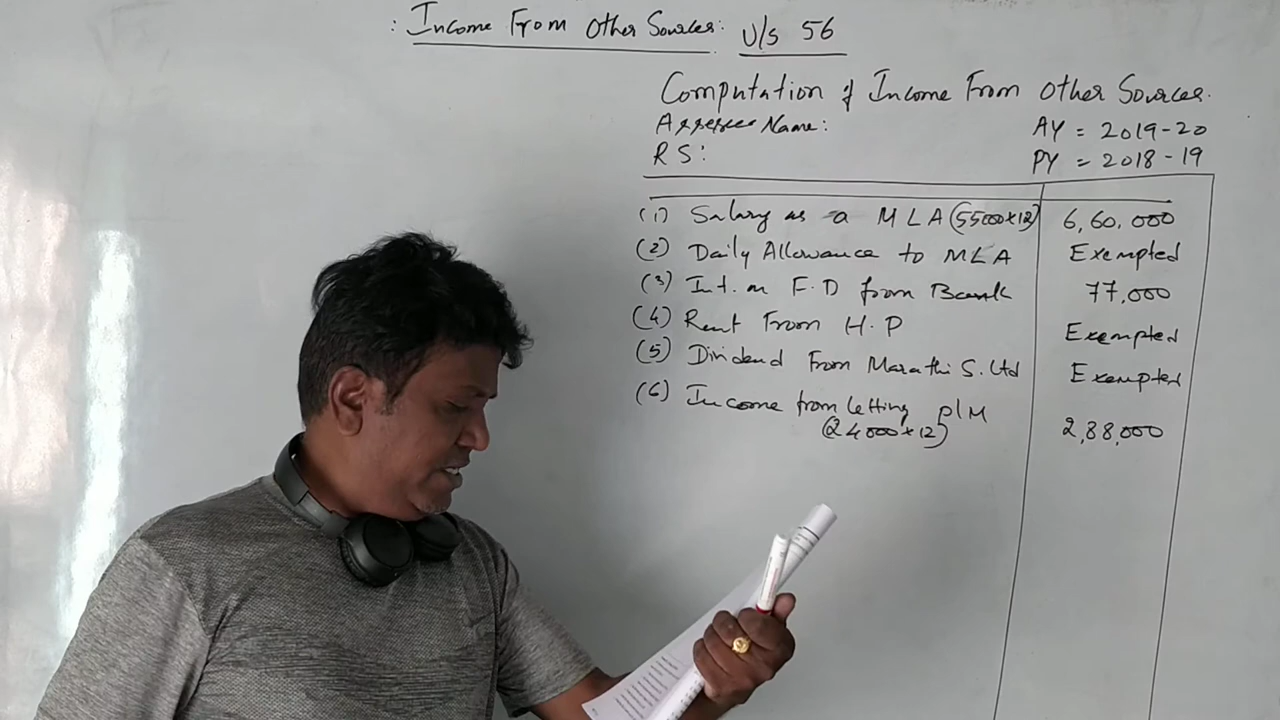 : Income From Other Sources: U/S 56
Computation of Income From Other Sources.
Assessee Name:
AY = 2019-20
RS:
PY = 2018-19
(1) Salary as a MLA (55000×12) 6,60,000
(2) Daily Allowance to MLA Exempted
(3) Int. on F.D from Bank 77,000
(4) Rent From H.P Exempted
(5) Dividend From Marathi S. Ltd Exempted
(6) Income from letting P/M
(24000×12) 2,88,000